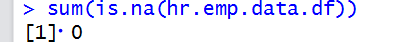 > sum(is.na(hr.emp.data.df))
[1] 0